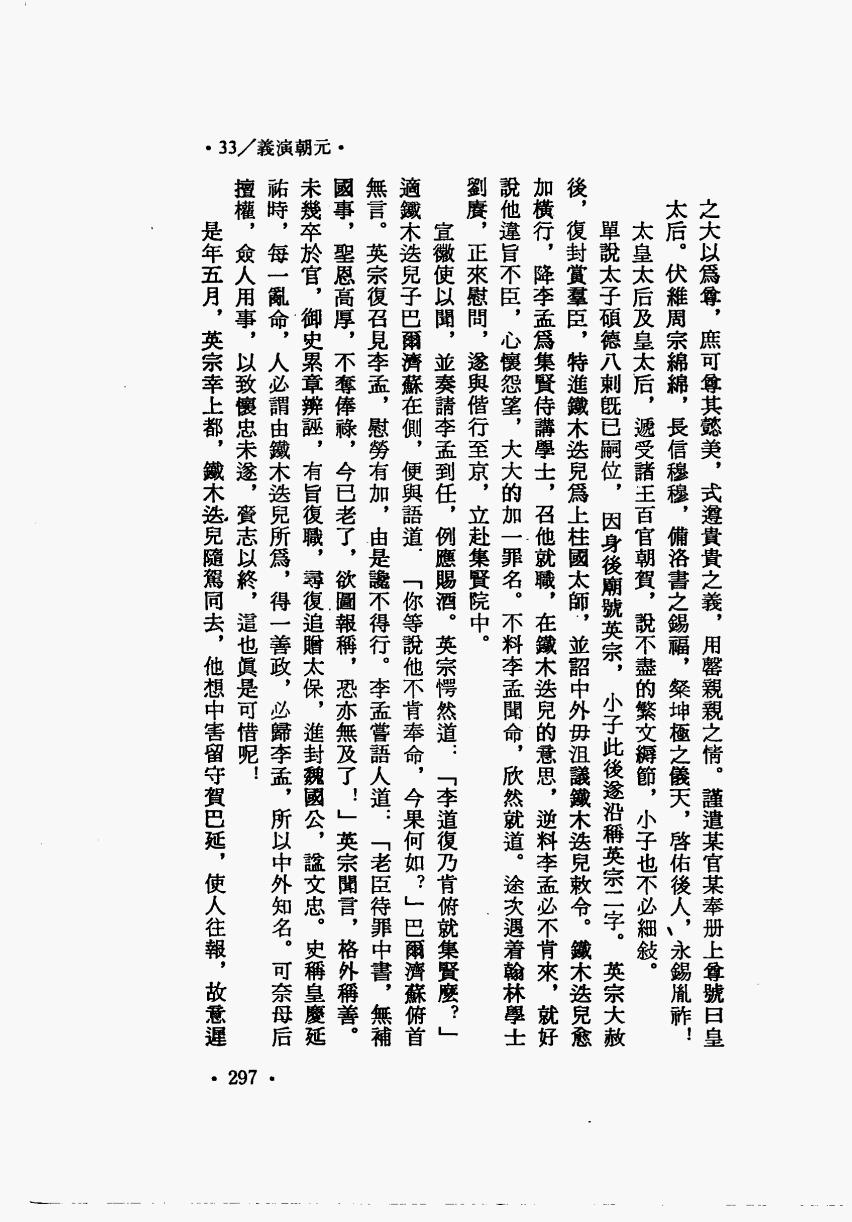 ·33／義演朝元·
之大以爲尊，庶可尊其懿美，式遵貴貴之義，用罄親親之情。謹遣某官某奉册上尊號曰皇
太后。伏維周宗綿綿，長信穆穆，備洛書之錫福，粲坤極之儀天，啓佑後人，永錫胤祚！
太皇太后及皇太后，遞受諸王百官朝賀，說不盡的繁文縟節，小子也不必細敍。
單說太子碩德八剌旣已嗣位，因身後廟號英宗，小子此後遂沿稱英宗二字。英宗大赦
後，復封賞羣臣，特進鐵木迭兒爲上柱國太師，並詔中外毋沮議鐵木迭兒敕令。鐵木迭兒愈
加橫行，降李孟爲集賢侍講學士，召他就職，在鐵木迭兒的意思，逆料李孟必不肯來，就好
說他違旨不臣，心懷怨望，大大的加一罪名。不料李孟聞命，欣然就道。途次遇着翰林學士
劉賡，正來慰問，遂與偕行至京，立赴集賢院中。
宣徽使以聞，並奏請李孟到任，例應賜酒。英宗愕然道：「李道復乃肯俯就集賢麼？」
適鐵木迭兒子巴爾濟蘇在側，便與語道：「你等說他不肯奉命，今果何如？」巴爾濟蘇俯首
無言。英宗復召見李孟，慰勞有加，由是讒不得行。李孟嘗語人道：「老臣待罪中書，無補
國事，聖恩高厚，不奪俸祿，今已老了，欲圖報稱，恐亦無及了！」英宗聞言，格外稱善。
未幾卒於官，御史累章辨誣，有旨復職，尋復追贈太保，進封魏國公，諡文忠。史稱皇慶延
祐時，每一亂命，人必謂由鐵木迭兒所爲，得一善政，必歸李孟，所以中外知名。可奈母后
擅權，僉人用事，以致懷忠未遂，齎志以終，這也眞是可惜呢！
是年五月，英宗幸上都，鐵木迭兒隨駕同去，他想中害留守賀巴延，使人往報，故意遲
·297·